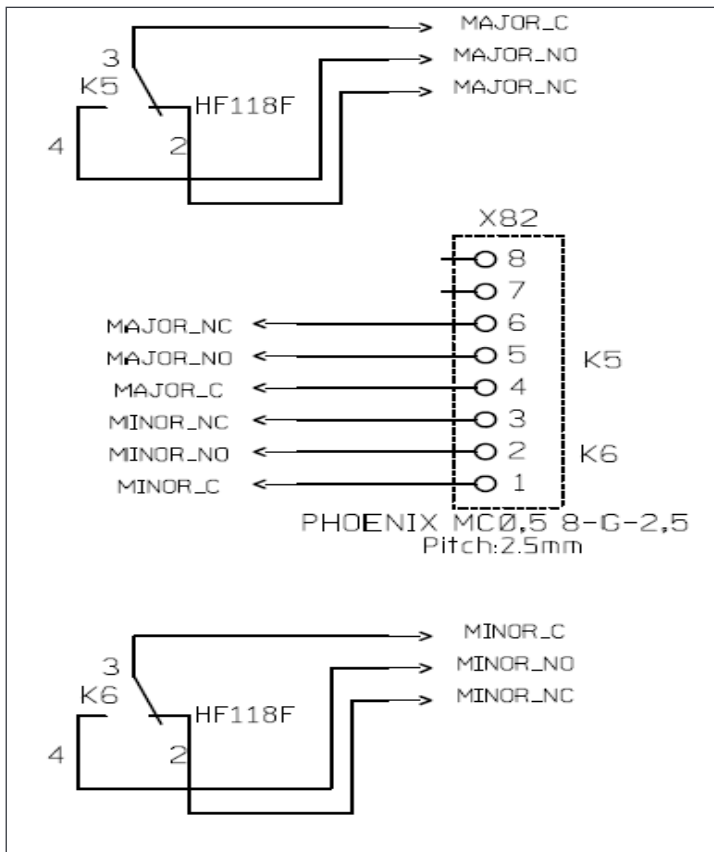 MAJOR_C
3
MAJOR_NO
K5
MAJOR_NC
HF118F
4
2
X82
8
7
MAJOR_NC
6
MAJOR_NO
5
K5
MAJOR_C
4
MINOR_NC
3
MINOR_NO
2
K6
MINOR_C
1
PHOENIX MC0,5 8-G-2,5
Pitch:2.5mm
MINOR_C
3
MINOR_NO
K6
MINOR_NC
HF118F
4
2